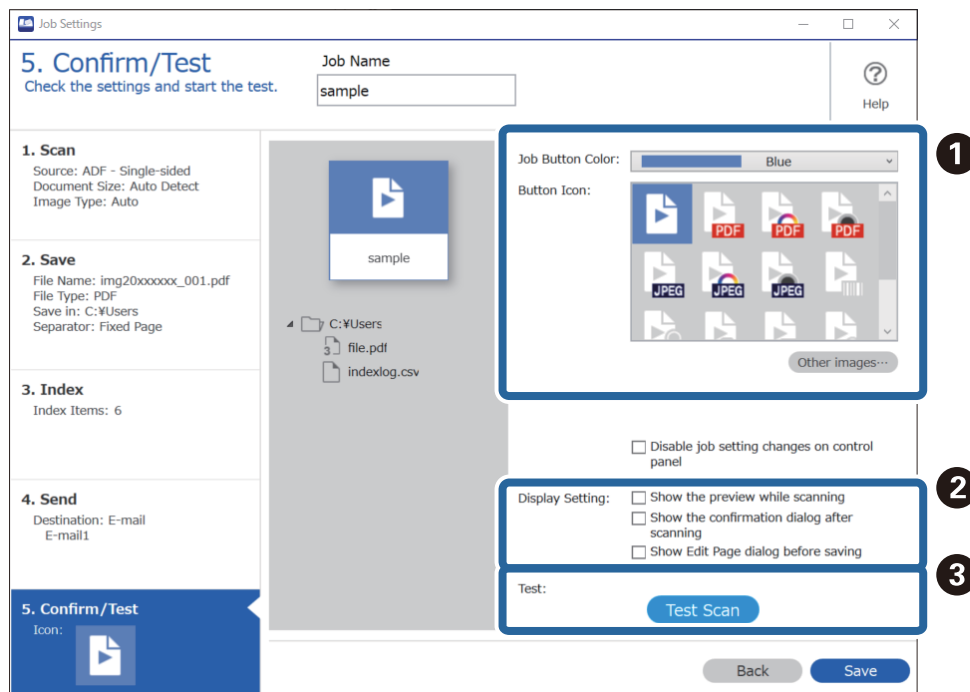 Job Settings
5. Confirm/Test
Check the settings and start the test.
Job Name
sample
Help
1. Scan
Source: ADF - Single-sided
Document Size: Auto Detect
Image Type: Auto
2. Save
File Name: img20xxxxxx_001.pdf
File Type: PDF
Save in: C:¥Users
Separator: Fixed Page
3. Index
Index Items: 6
4. Send
Destination: E-mail
E-mail1
5. Confirm/Test
Icon:
sample
C:¥Users
3
file.pdf
indexlog.csv
1
Job Button Color:
Blue
Button Icon:
PDF
PDF
PDF
JPEG
JPEG
JPEG
Other images···
Disable job setting changes on control
panel
2
Display Setting:
Show the preview while scanning
Show the confirmation dialog after
scanning
Show Edit Page dialog before saving
3
Test:
Test Scan
Back
Save